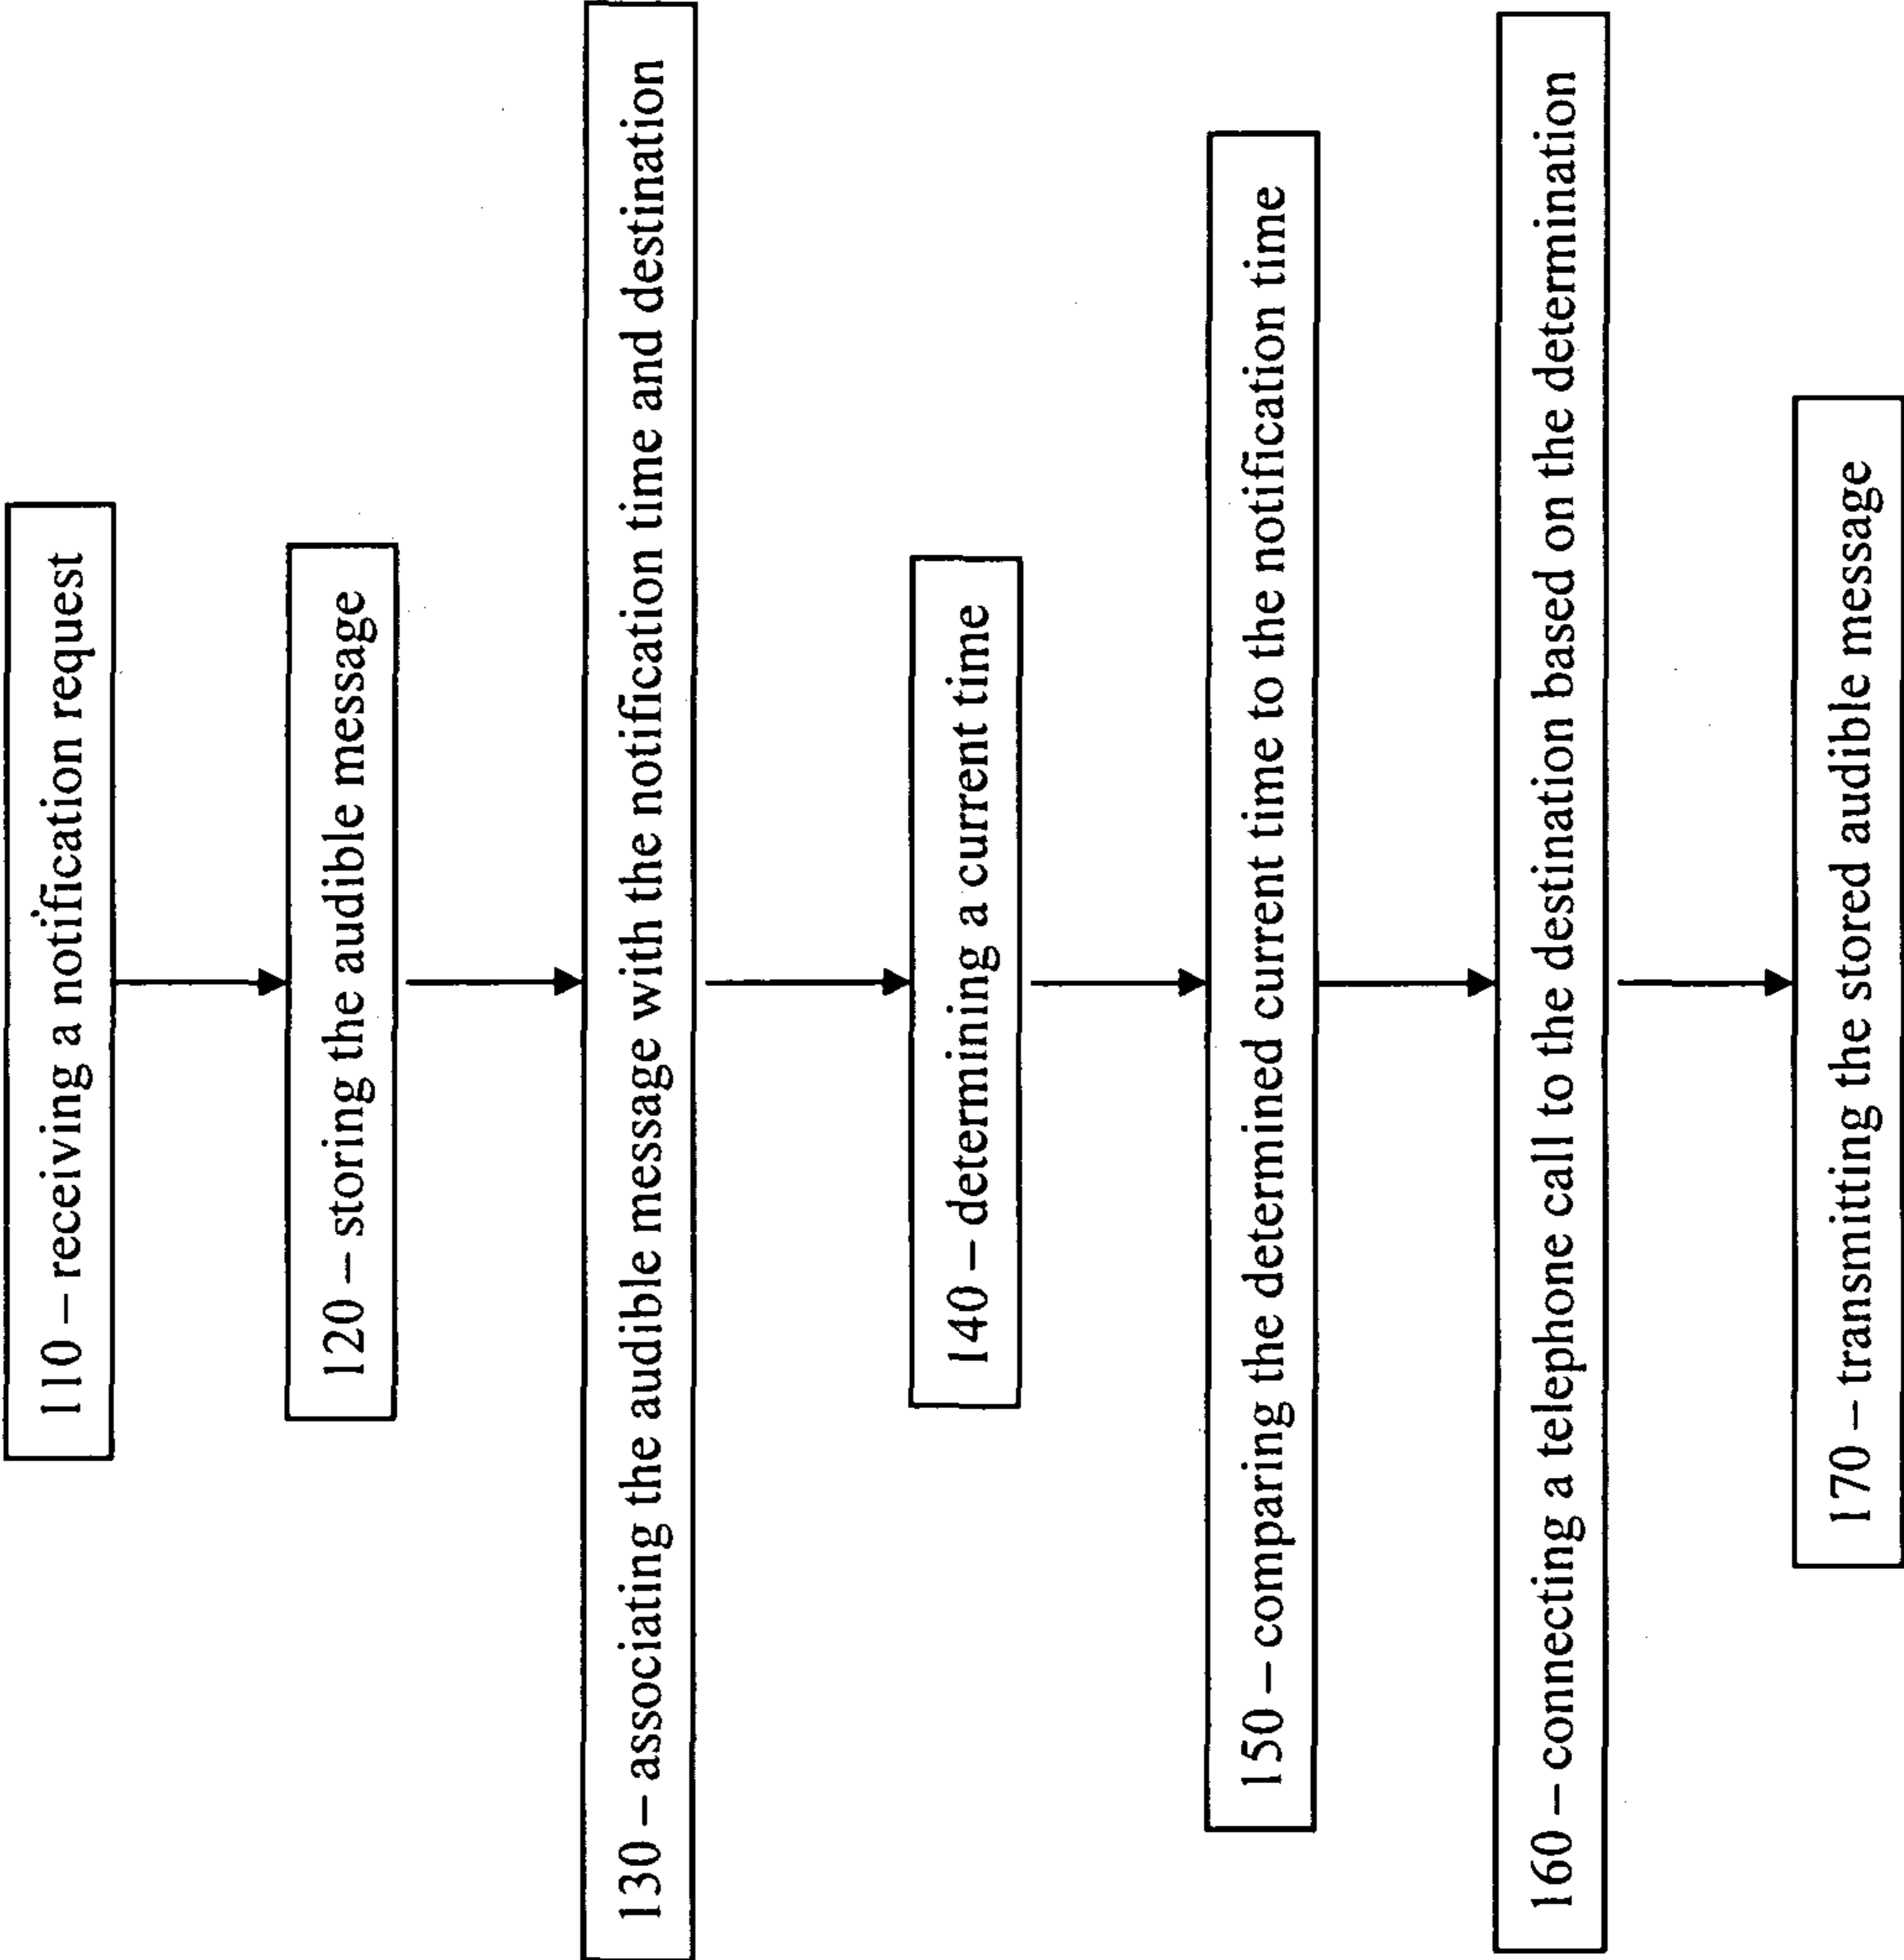 110 – receiving a notification request
120 – storing the audible message
130 – associating the audible message with the notification time and destination
140 – determining a current time
150 – comparing the determined current time to the notification time
160 – connecting a telephone call to the destination based on the determination
170 – transmitting the stored audible message